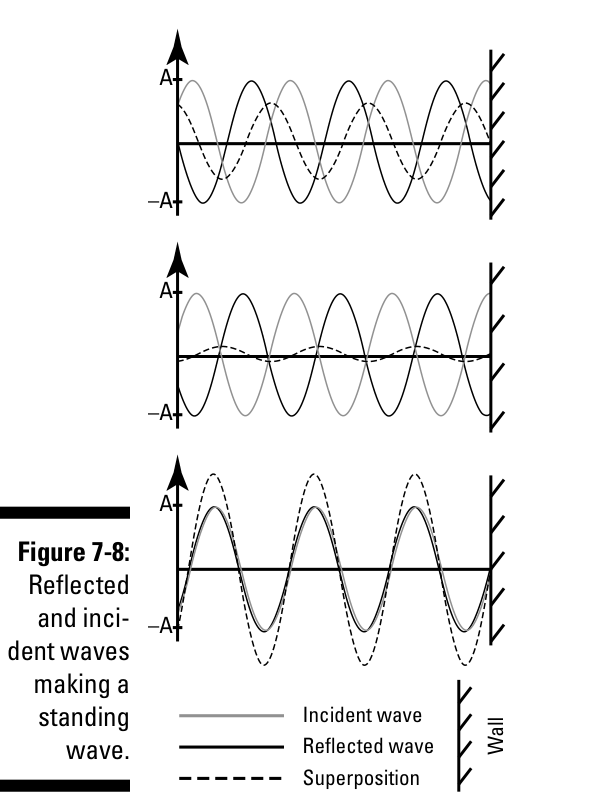 A
–A
A
–A
A
–A
Figure 7-8:
Reflected
and inci-
dent waves
making a
standing
wave.
Incident wave
Reflected wave
Superposition
Wall